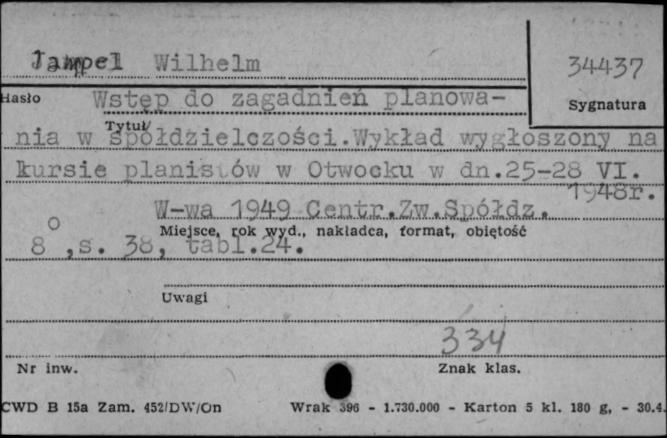 Jampel Wilhelm
34437
Hasło
Sygnatura
Wstęp do zagadnień planowa-
Tytuł
nia w spółdzielczości.Wykład wygłoszony na
kursie planistów w Otwocku w dn.25-28 VI.
1948r.
W-wa 1949 Centr.Zw.Spółdz.
Miejsce, rok wyd., nakładca, format, objętość
8°,s. 38, tabl.24.
Uwagi
334
Nr inw.
Znak klas.
CWD B 15a Zam. 452/DW/On
Wrak 396 - 1.730.000 - Karton 5 kl. 180 g, - 30.4.